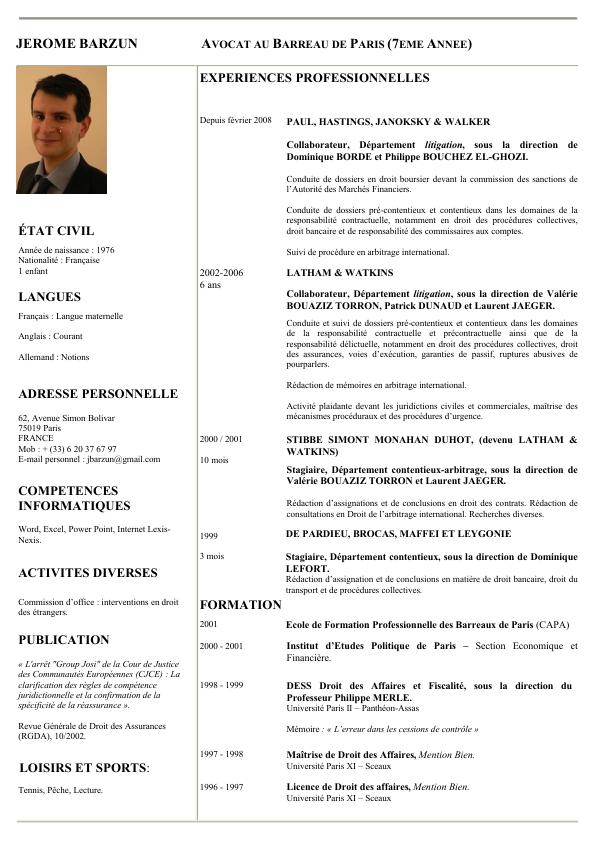 JEROME BARZUN
AVOCAT AU BARREAU DE PARIS (7EME ANNEE)
ÉTAT CIVIL
Année de naissance : 1976
Nationalité : Française
1 enfant
LANGUES
Français : Langue maternelle
Anglais : Courant
Allemand : Notions
ADRESSE PERSONNELLE
62, Avenue Simon Bolivar
75019 Paris
FRANCE
Mob : + (33) 6 20 37 67 97
E-mail personnel : jbarzun@gmail.com
COMPETENCES
INFORMATIQUES
Word, Excel, Power Point, Internet Lexis-
Nexis.
ACTIVITES DIVERSES
Commission d'office : interventions en droit
des étrangers.
PUBLICATION
« L'arrêt "Group Josi" de la Cour de Justice
des Communautés Européennes (CJCE) : La
clarification des règles de compétence
juridictionnelle et la confirmation de la
spécificité de la réassurance ».
Revue Générale de Droit des Assurances
(RGDA), 10/2002.
LOISIRS ET SPORTS:
Tennis, Pêche, Lecture.
EXPERIENCES PROFESSIONNELLES
Depuis février 2008
PAUL, HASTINGS, JANOKSKY & WALKER
Collaborateur, Département litigation, sous la direction de
Dominique BORDE et Philippe BOUCHEZ EL-GHOZI.
Conduite de dossiers en droit boursier devant la commission des sanctions de
l'Autorité des Marchés Financiers.
Conduite de dossiers pré-contentieux et contentieux dans les domaines de la
responsabilité contractuelle, notamment en droit des procédures collectives,
droit bancaire et de responsabilité des commissaires aux comptes.
Suivi de procédure en arbitrage international.
2002-2006
6 ans
LATHAM & WATKINS
Collaborateur, Département litigation, sous la direction de Valérie
BOUAZIZ TORRON, Patrick DUNAUD et Laurent JAEGER.
Conduite et suivi de dossiers pré-contentieux et contentieux dans les domaines
de la responsabilité contractuelle et précontractuelle ainsi que de la
responsabilité délictuelle, notamment en droit des procédures collectives, droit
des assurances, voies d'exécution, garanties de passif, ruptures abusives de
pourparlers.
Rédaction de mémoires en arbitrage international.
Activité plaidante devant les juridictions civiles et commerciales, maîtrise des
mécanismes procéduraux et des procédures d'urgence.
2000 / 2001
10 mois
STIBBE SIMONT MONAHAN DUHOT, (devenu LATHAM &
WATKINS)
Stagiaire, Département contentieux-arbitrage, sous la direction de
Valérie BOUAZIZ TORRON et Laurent JAEGER.
Rédaction d'assignations et de conclusions en droit des contrats. Rédaction de
consultations en Droit de l'arbitrage international. Recherches diverses.
1999
3 mois
DE PARDIEU, BROCAS, MAFFEI ET LEYGONIE
Stagiaire, Département contentieux, sous la direction de Dominique
LEFORT.
Rédaction d'assignation et de conclusions en matière de droit bancaire, droit du
transport et de procédures collectives.
FORMATION
2001
Ecole de Formation Professionnelle des Barreaux de Paris (CAPA)
2000 - 2001
Institut d'Etudes Politique de Paris – Section Economique et
Financière.
1998 - 1999
DESS Droit des Affaires et Fiscalité, sous la direction du
Professeur Philippe MERLE.
Université Paris II – Panthéon-Assas
Mémoire : « L'erreur dans les cessions de contrôle »
1997 - 1998
Maîtrise de Droit des Affaires, Mention Bien.
Université Paris XI – Sceaux
1996 - 1997
Licence de Droit des affaires, Mention Bien.
Université Paris XI – Sceaux